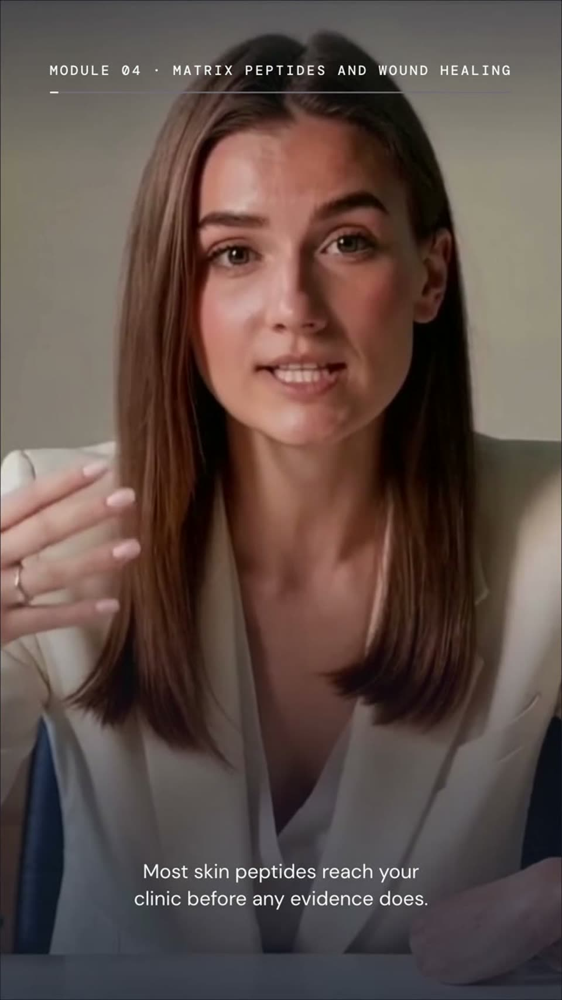 MODULE 04 · MATRIX PEPTIDES AND WOUND HEALING
Most skin peptides reach your
clinic before any evidence does.